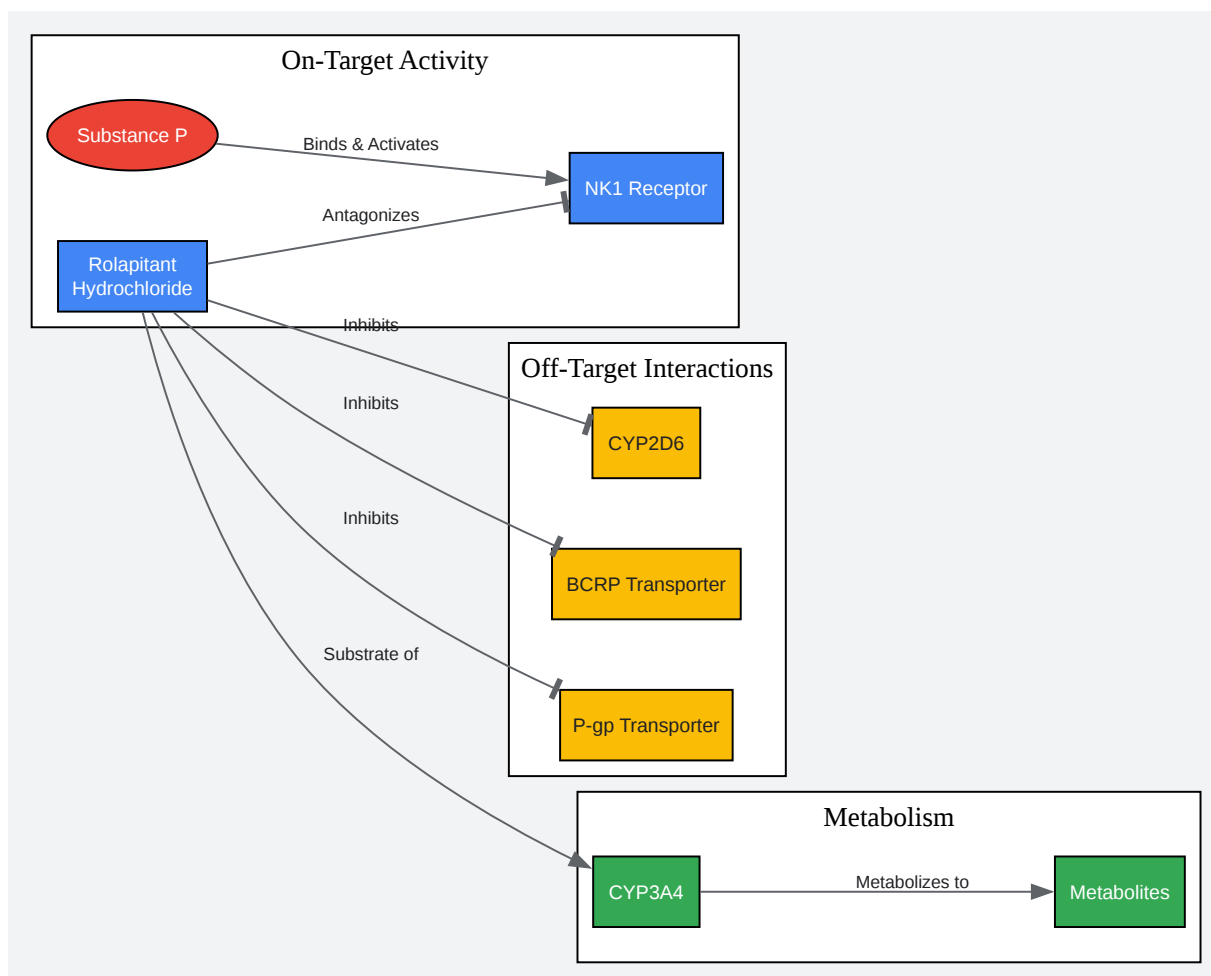 On-Target Activity
Substance P
Binds & Activates
NK1 Receptor
Antagonizes
Rolapitant
Hydrochloride
Inhibits
Off-Target Interactions
Inhibits
CYP2D6
Inhibits
BCRP Transporter
Substrate of
P-gp Transporter
Metabolism
CYP3A4
Metabolizes to
Metabolites